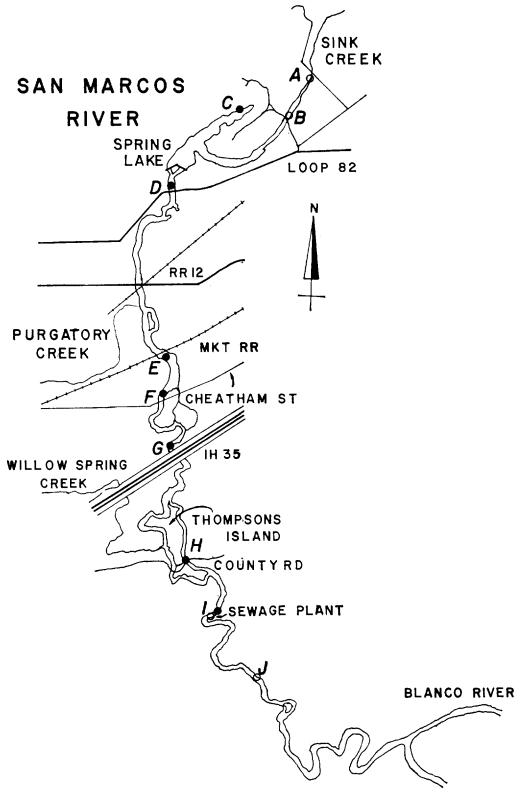 SINK
CREEK
A
SAN MARCOS
RIVER
C
B
SPRING
LAKE
LOOP 82
D
N
RR 12
PURGATORY
CREEK
MKT RR
E
F
CHEATHAM ST
G
IH 35
WILLOW SPRING
CREEK
THOMPSONS
ISLAND
H
COUNTY RD
I
SEWAGE PLANT
J
BLANCO RIVER